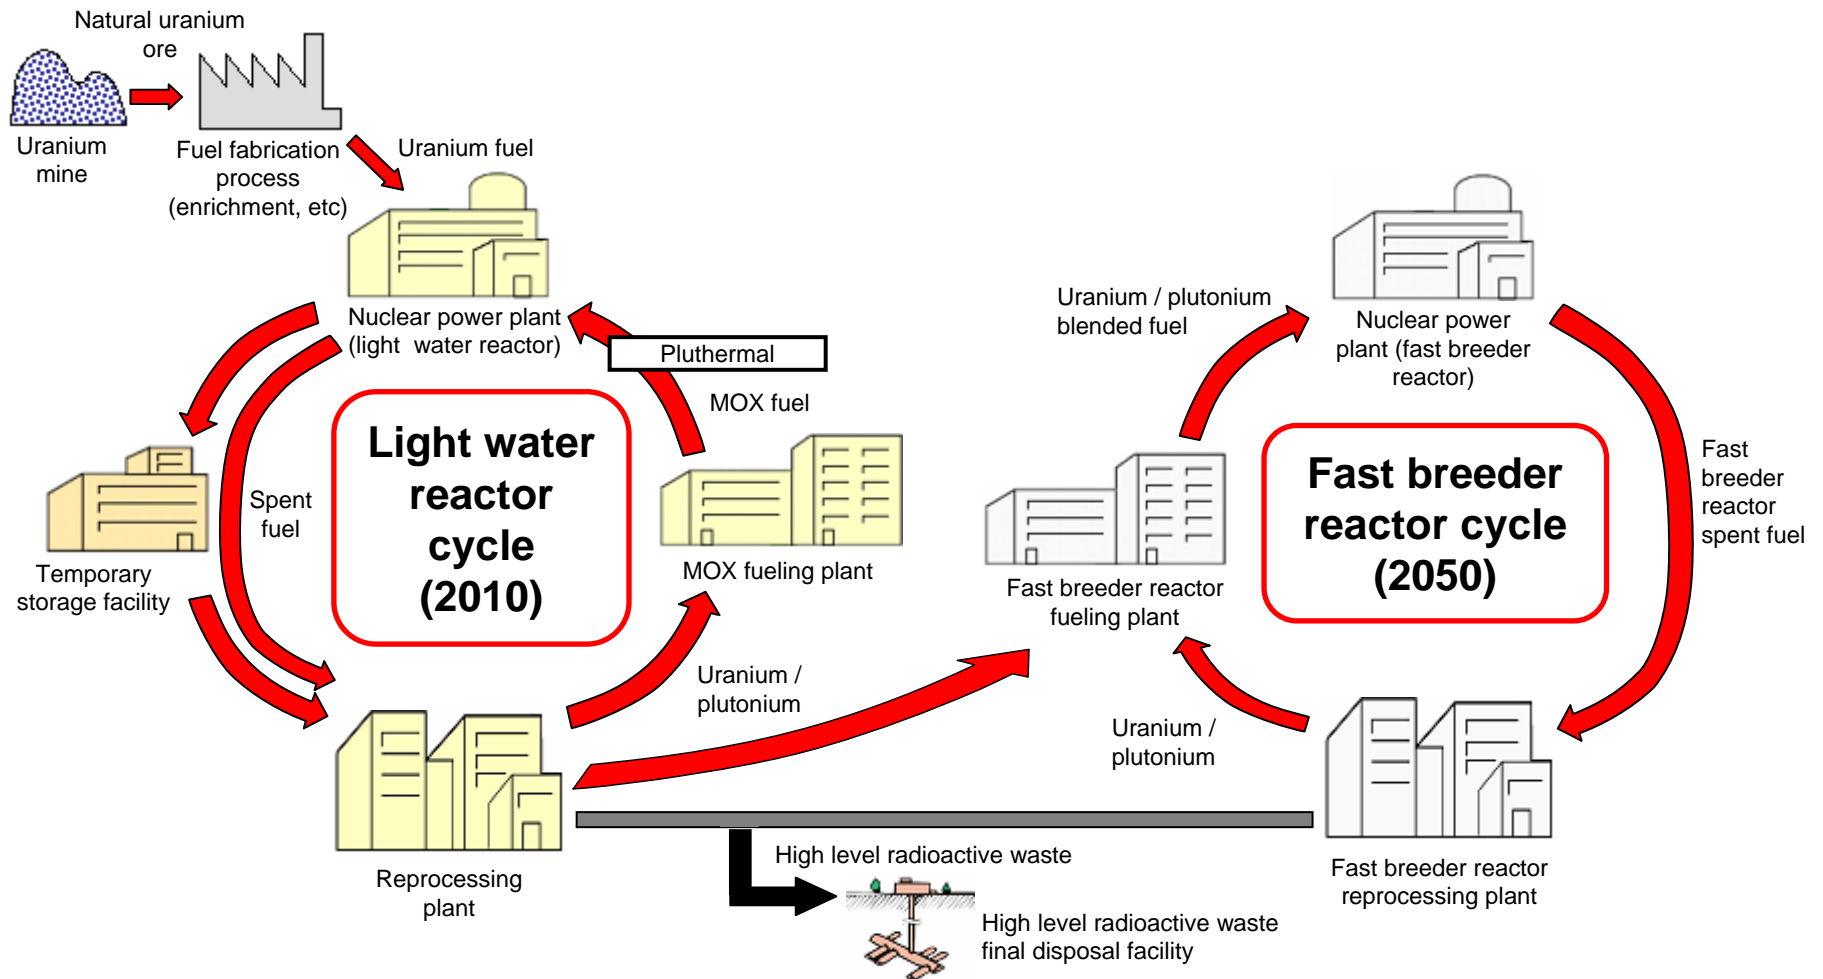 Natural uranium
ore
Uranium
mine
Fuel fabrication
process
(enrichment, etc)
Uranium fuel
Nuclear power plant
(light water reactor)
Pluthermal
MOX fuel
Light water
reactor
cycle
(2010)
Spent
fuel
Temporary
storage facility
MOX fueling plant
Uranium /
plutonium
Reprocessing
plant
Uranium / plutonium
blended fuel
Nuclear power
plant (fast breeder
reactor)
Fast breeder
reactor cycle
(2050)
Fast
breeder
reactor
spent fuel
Fast breeder reactor
fueling plant
Uranium /
plutonium
Fast breeder reactor
reprocessing plant
High level radioactive waste
High level radioactive waste
final disposal facility